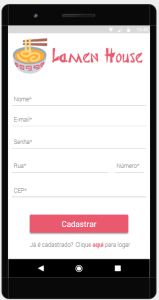 Lamen House
Nome*
E-mail*
Senha*
Rua* Número*
CEP*
Cadastrar
Já é cadastrado? Clique aqui para logar